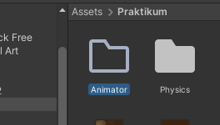 Assets > Praktikum
ck Free
l Art
Animator
Physics